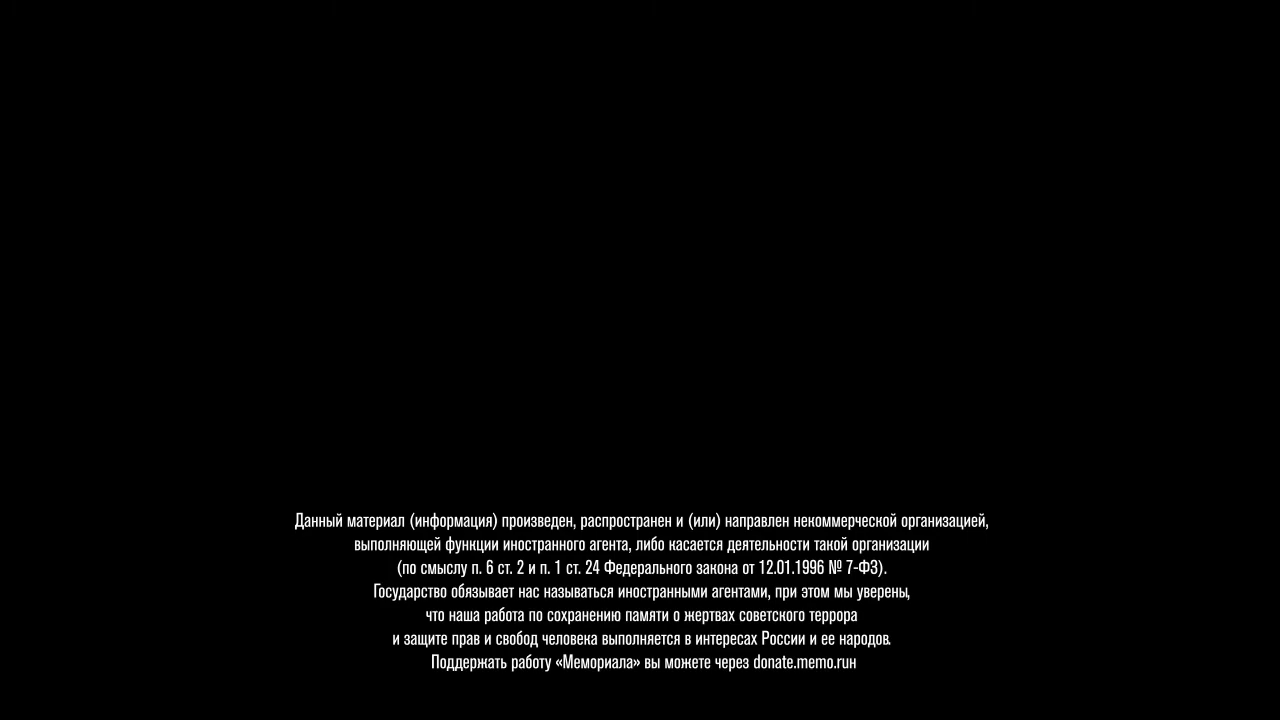 Данный материал (информация) произведен, распространен и (или) направлен некоммерческой организацией,
выполняющей функции иностранного агента, либо касается деятельности такой организации
(по смыслу п. 6 ст. 2 и п. 1 ст. 24 Федерального закона от 12.01.1996 № 7-ФЗ).
Государство обязывает нас называться иностранными агентами, при этом мы уверены,
что наша работа по сохранению памяти о жертвах советского террора
и защите прав и свобод человека выполняется в интересах России и ее народов.
Поддержать работу «Мемориала» вы можете через donate.memo.ruн